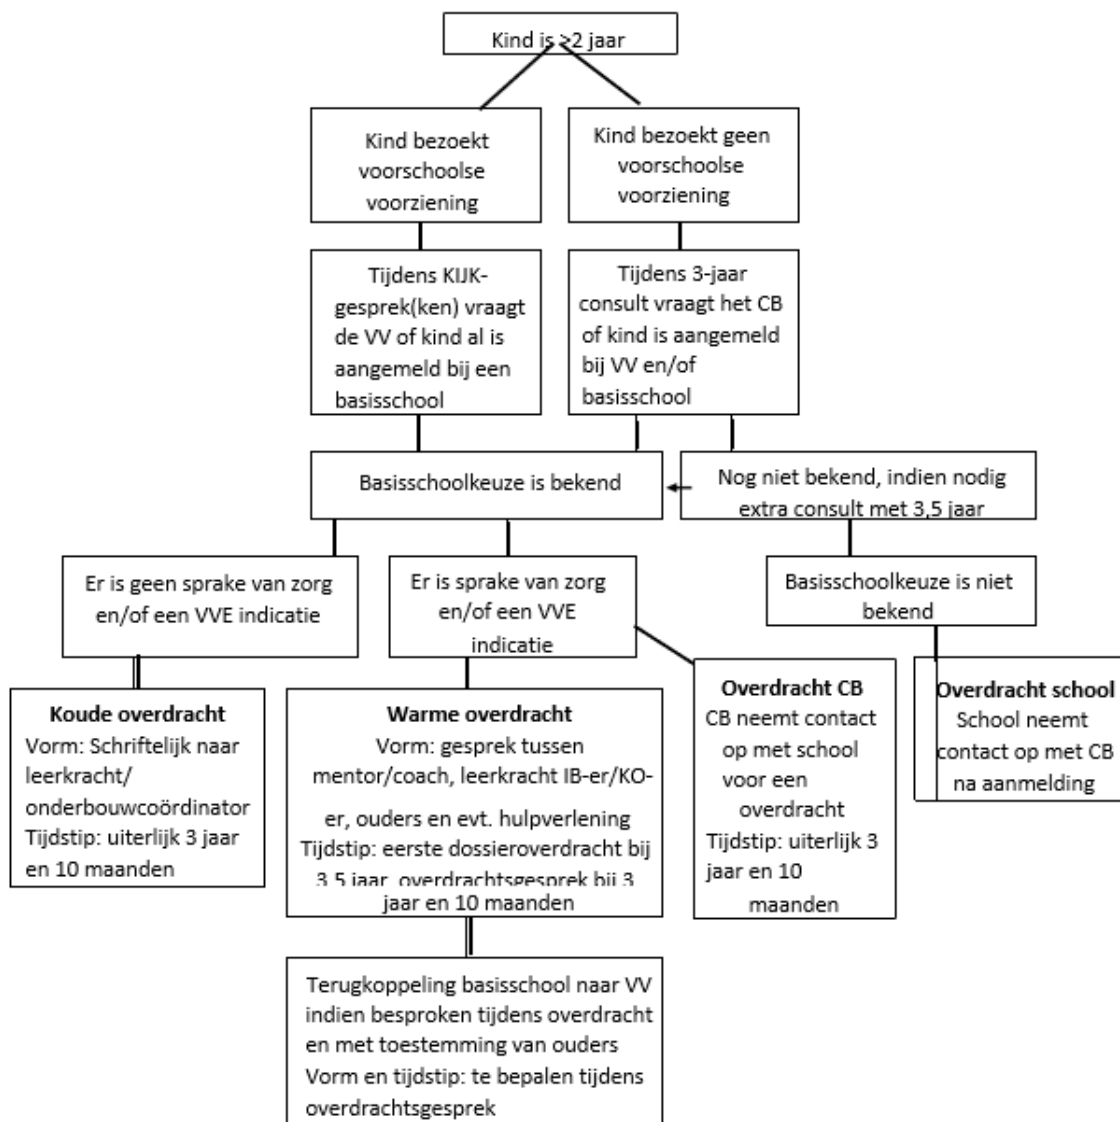 Kind is >2 jaar
Kind bezoekt
voorschoolse
voorziening
Kind bezoekt geen
voorschoolse
voorziening
Tijdens KIJK-
gesprek(ken) vraagt
de VV of kind al is
aangemeld bij een
basisschool
Tijdens 3-jaar
consult vraagt het CB
of kind is aangemeld
bij VV en/of
basisschool
Basisschoolkeuze is bekend
Nog niet bekend, indien nodig
extra consult met 3,5 jaar
Er is geen sprake van zorg
en/of een VVE indicatie
Er is sprake van zorg
en/of een VVE
indicatie
Basisschoolkeuze is niet
bekend
Koude overdracht
Vorm: Schriftelijk naar
leerkracht/
onderbouwcoördinator
Tijdstip: uiterlijk 3 jaar
en 10 maanden
Warme overdracht
Vorm: gesprek tussen
mentor/coach, leerkracht IB-er/KO-
er, ouders en evt. hulpverlening
Tijdstip: eerste dossieroverdracht bij
3,5 jaar, overdrachtsgesprek bij 3
jaar en 10 maanden
Overdracht CB
CB neemt contact
op met school
voor een
overdracht
Tijdstip: uiterlijk 3
jaar en 10
maanden
Overdracht school
School neemt
contact op met CB
na aanmelding
Terugkoppeling basisschool naar VV
indien besproken tijdens overdracht
en met toestemming van ouders
Vorm en tijdstip: te bepalen tijdens
overdrachtsgesprek